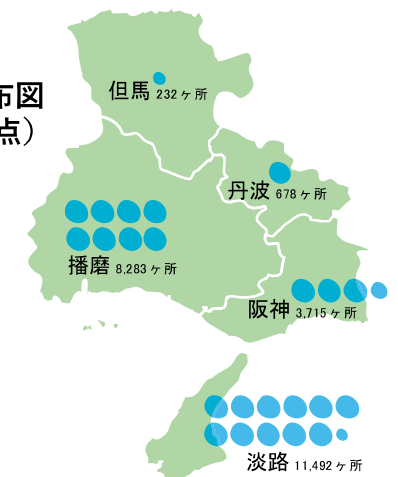 布図
点）
但馬 232ヶ所
丹波 678ヶ所
播磨 8,283ヶ所
阪神 3,715ヶ所
淡路 11,492ヶ所